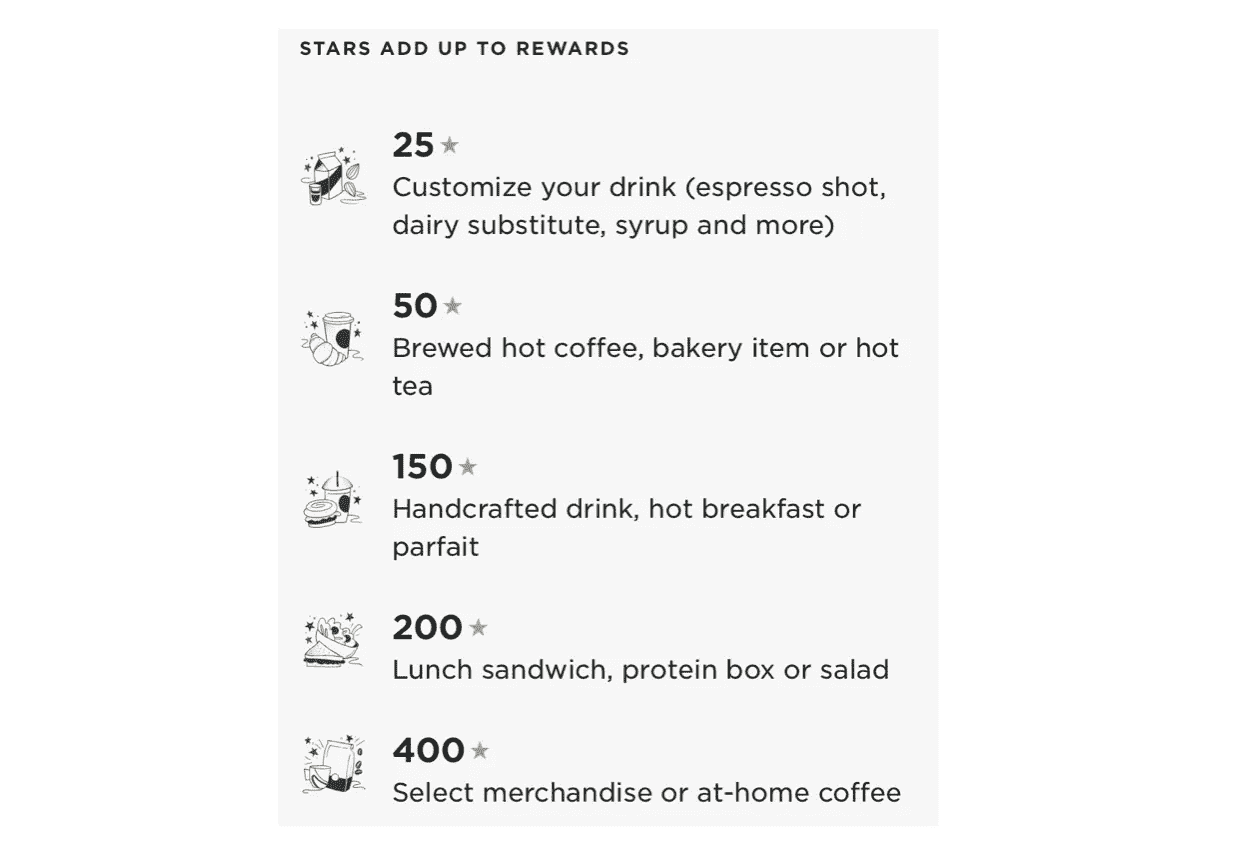 STARS ADD UP TO REWARDS
25
Customize your drink (espresso shot,
dairy substitute, syrup and more)
50
Brewed hot coffee, bakery item or hot
tea
150
Handcrafted drink, hot breakfast or
parfait
200
Lunch sandwich, protein box or salad
400
Select merchandise or at-home coffee